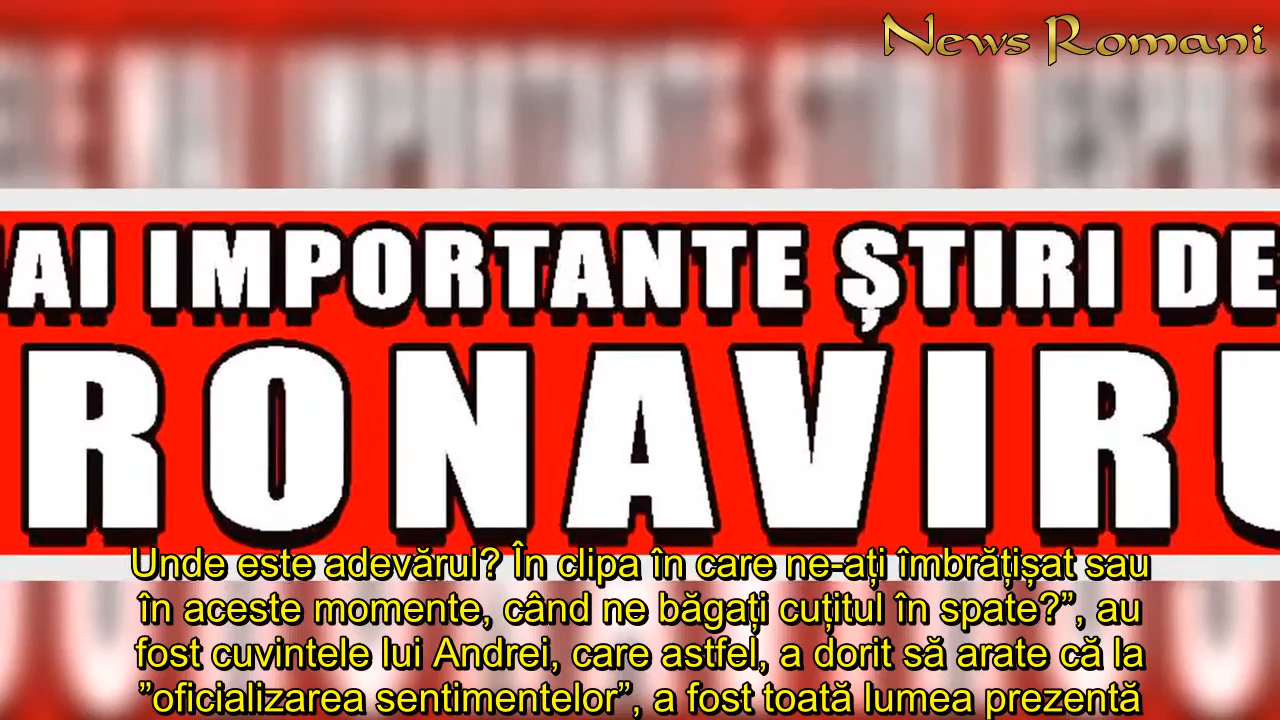 News Romani
AI IMPORTANTE ȘTIRI DE
RONAVIRU
Unde este adevărul? În clipa în care ne-ați îmbrățișat sau
în aceste momente, când ne băgați cuțitul în spate?”, au
fost cuvintele lui Andrei, care astfel, a dorit să arate că la
”oficializarea sentimentelor”, a fost toată lumea prezentă